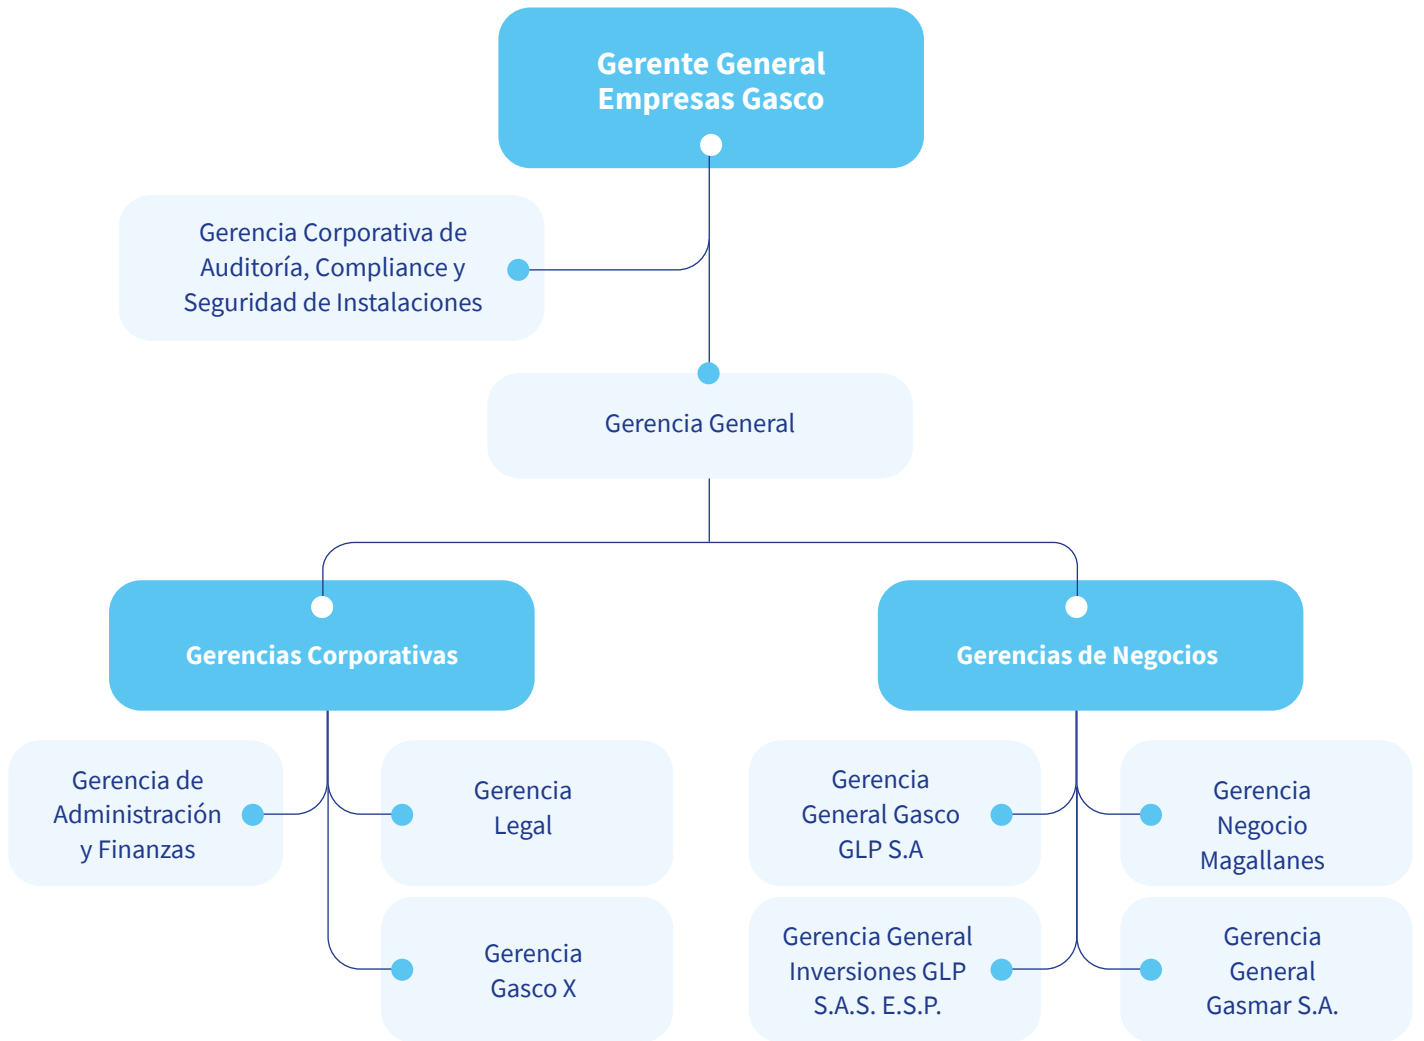 Gerente General
Empresas Gasco
Gerencia Corporativa de
Auditoría, Compliance y
Seguridad de Instalaciones
Gerencia General
Gerencias Corporativas
Gerencias de Negocios
Gerencia de
Administración
y Finanzas
Gerencia
Legal
Gerencia
General Gasco
GLP S.A
Gerencia
Negocio
Magallanes
Gerencia
Gasco X
Gerencia General
Inversiones GLP
S.A.S. E.S.P.
Gerencia
General
Gasmar S.A.